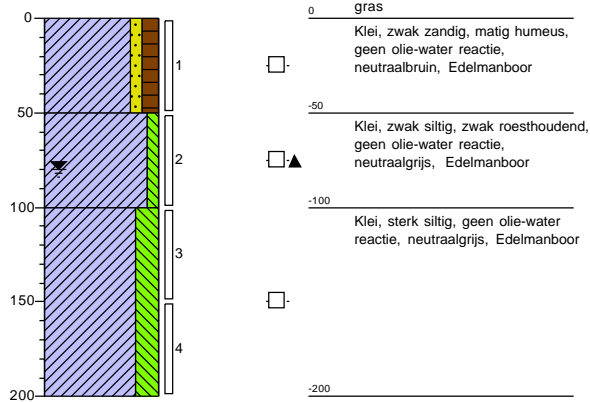 0
50
100
150
200
1
2
3
4
0
gras
Klei, zwak zandig, matig humeus,
geen olie-water reactie,
neutraalbruin, Edelmanboor
-50
Klei, zwak siltig, zwak roesthoudend,
geen olie-water reactie,
neutraalgrijs, Edelmanboor
-100
Klei, sterk siltig, geen olie-water
reactie, neutraalgrijs, Edelmanboor
-200